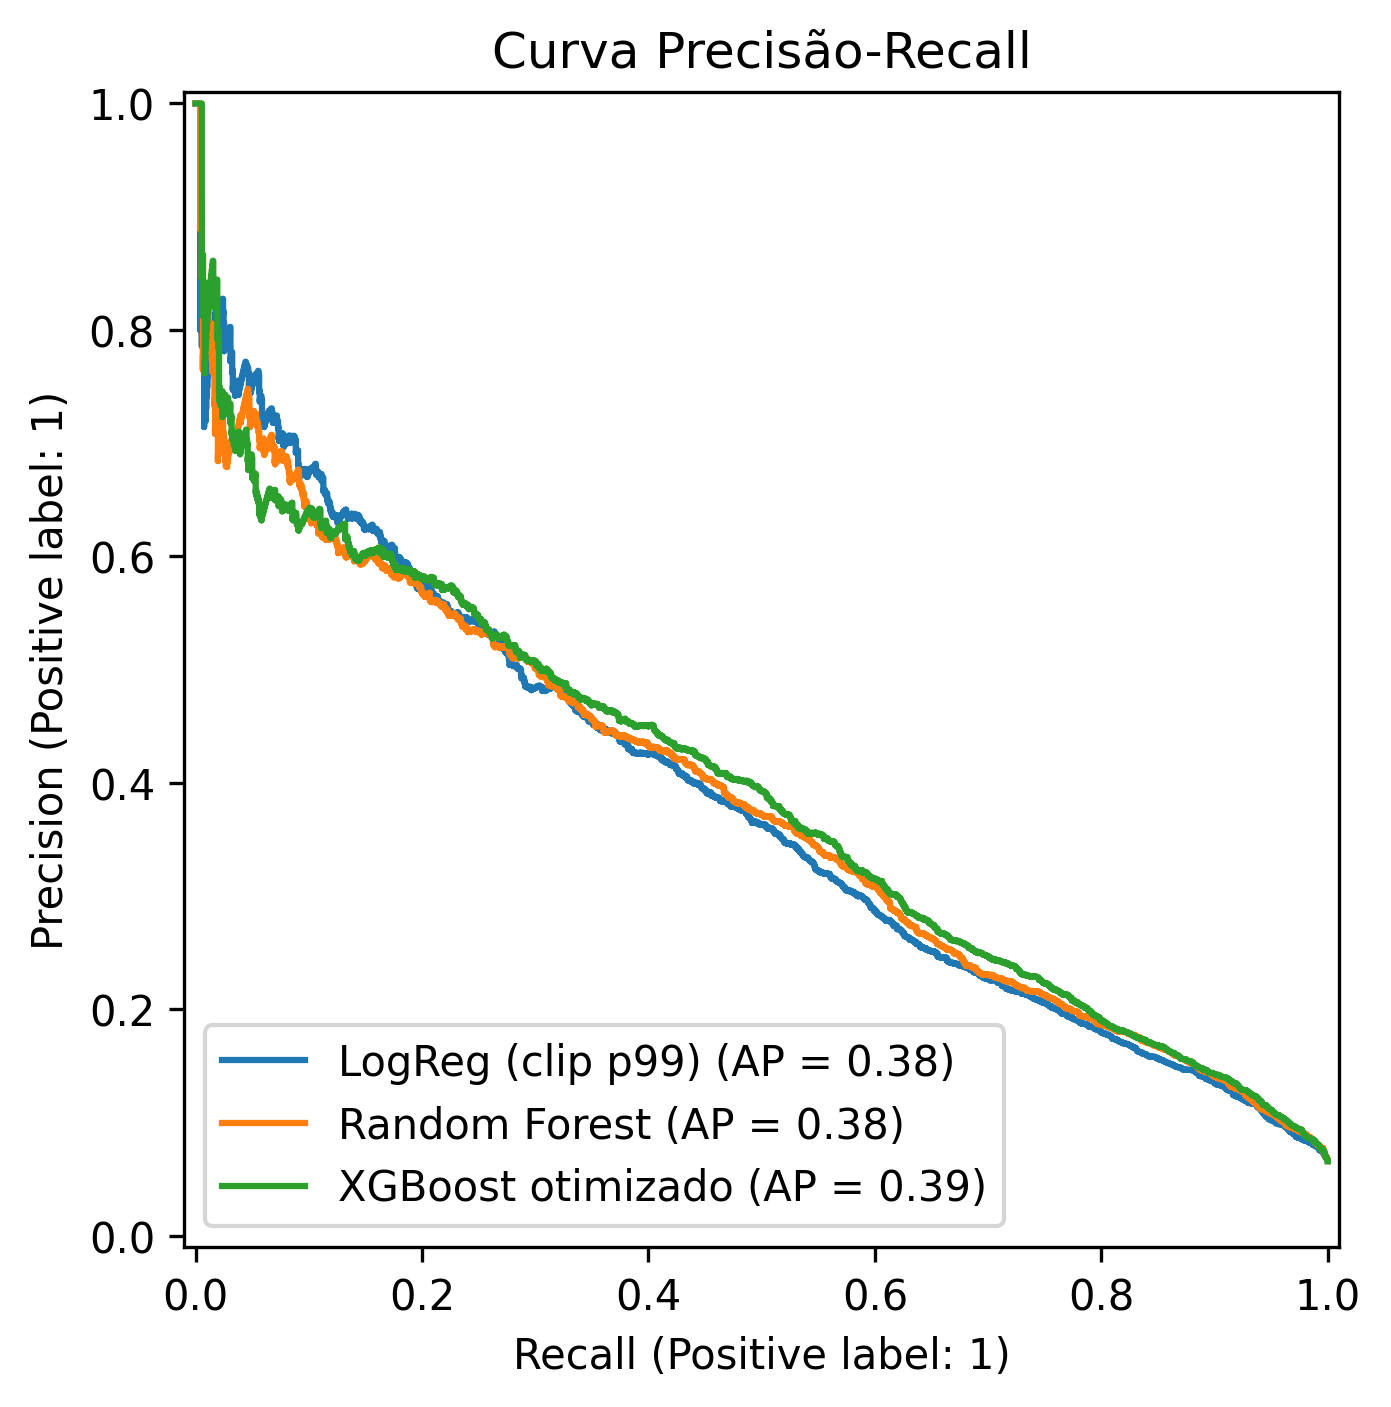 Curva Precisão-Recall
1.0
0.8
0.6
0.4
0.2
0.0
Precision (Positive label: 1)
LogReg (clip p99) (AP = 0.38)
Random Forest (AP = 0.38)
XGBoost otimizado (AP = 0.39)
0.0 0.2 0.4 0.6 0.8 1.0
Recall (Positive label: 1)